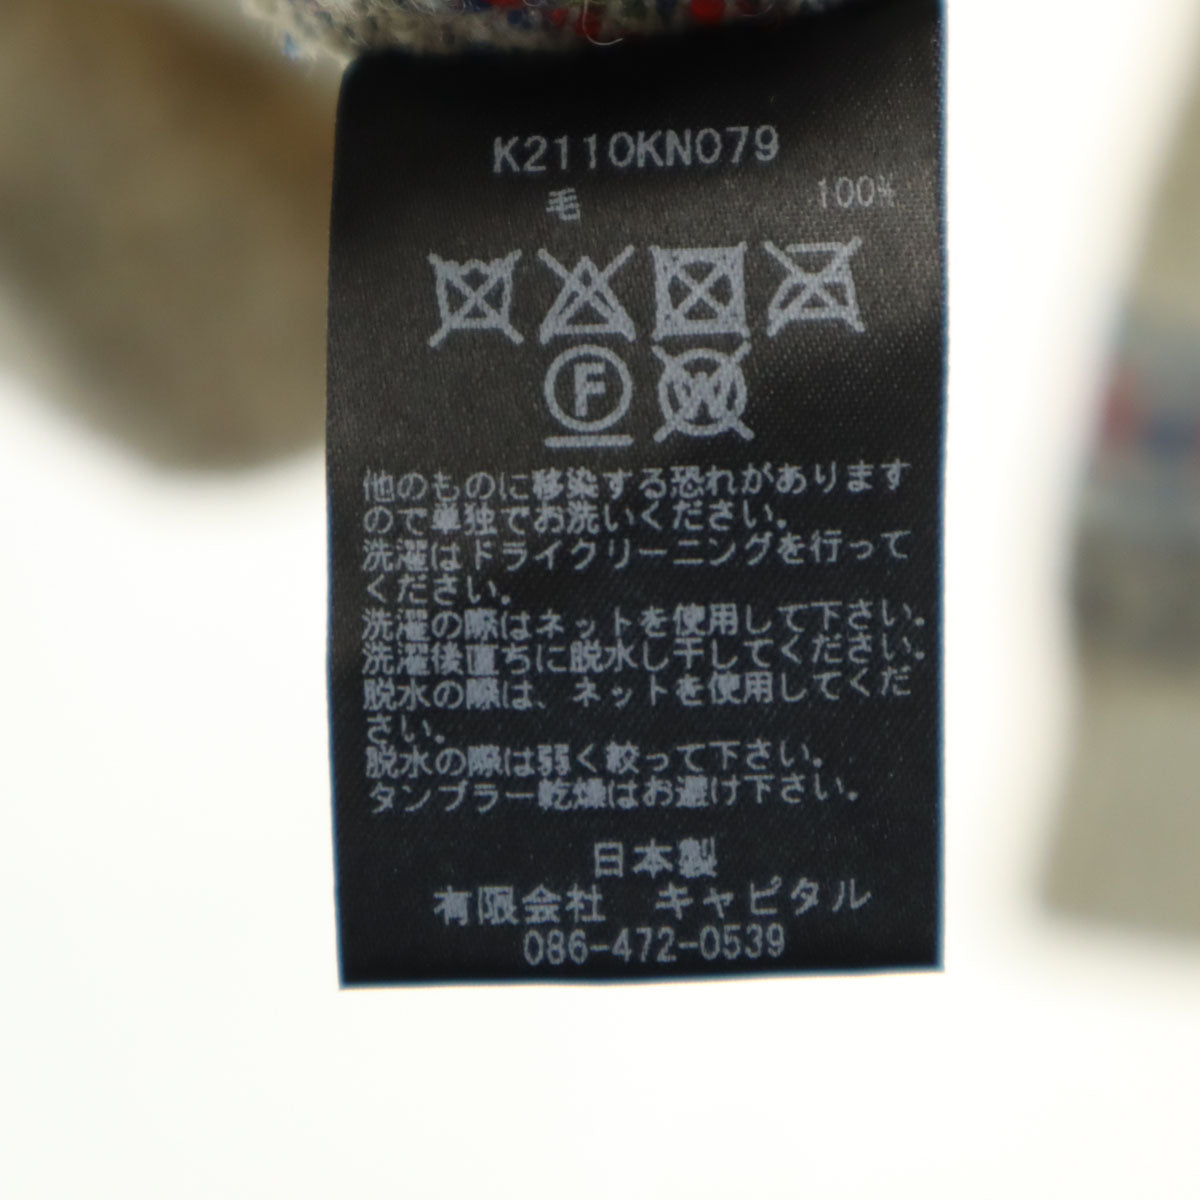 K2110KN079
毛 100%
F W
他のものに移染する恐れがあります
ので単独でお洗いください。
洗濯はドライクリーニングを行って
ください。
洗濯の際はネットを使用して下さい。
洗濯後直ちに脱水し干してください。
脱水の際は、ネットを使用してくだ
さい。
脱水の際は弱く絞って下さい。
タンブラー乾燥はお避け下さい。
日本製
有限会社 キャピタル
086-472-0539